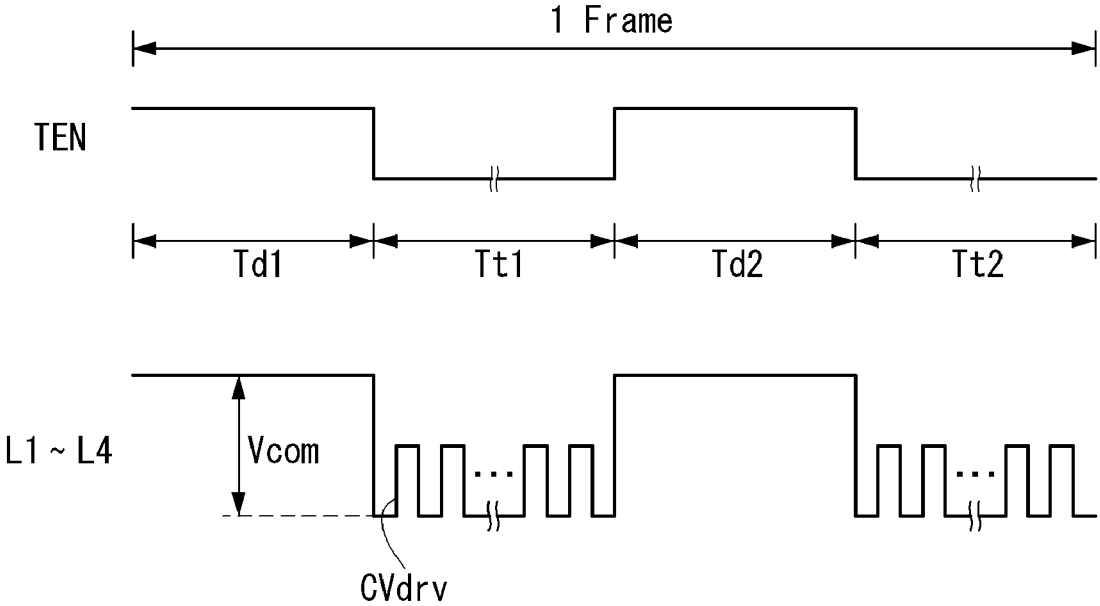 1 Frame
TEN
Td1 Tt1 Td2 Tt2
L1 ~ L4
Vcom
...
...
CVdrv